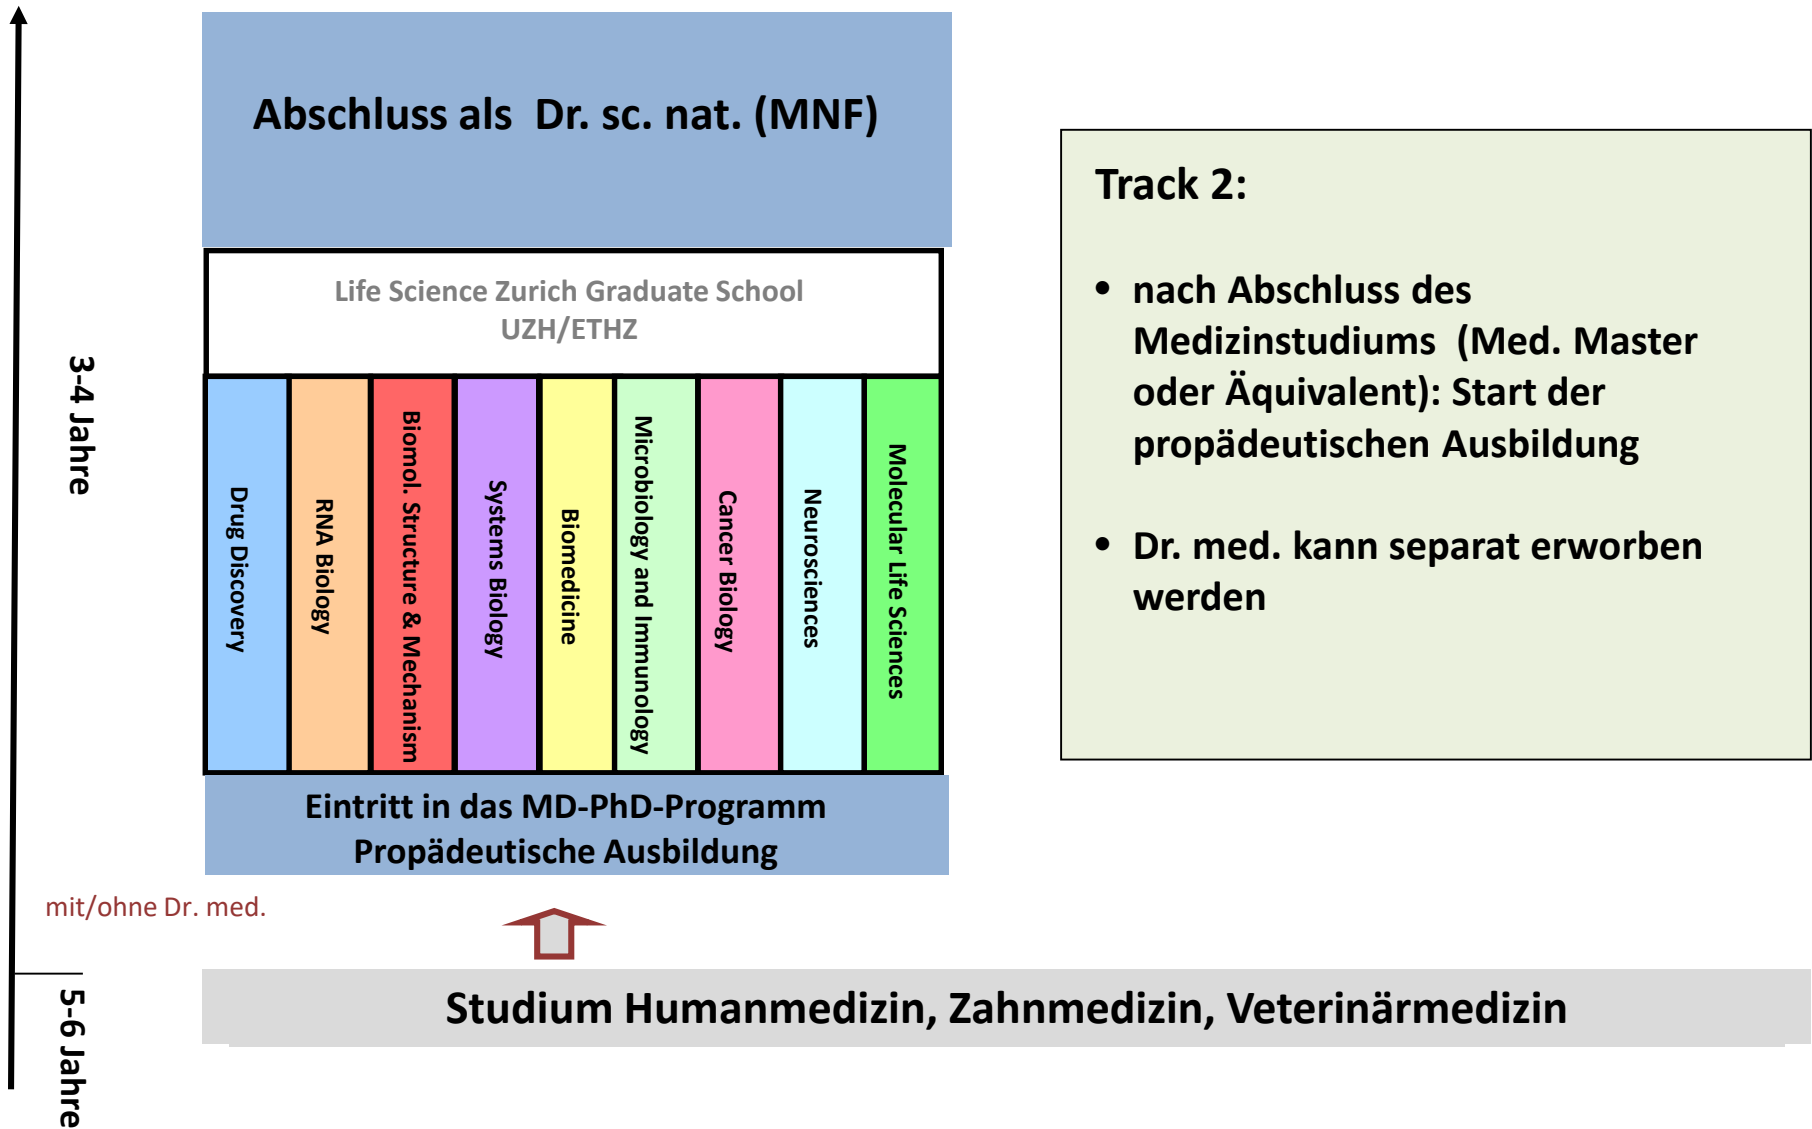 Abschluss als Dr. sc. nat. (MNF)
Life Science Zurich Graduate School
UZH/ETHZ
3-4 Jahre
Drug Discovery
RNA Biology
Biomol. Structure & Mechanism
Systems Biology
Biomedicine
Microbiology and Immunology
Cancer Biology
Neurosciences
Molecular Life Sciences
Eintritt in das MD-PhD-Programm
Propädeutische Ausbildung
mit/ohne Dr. med.
5-6 Jahre
Studium Humanmedizin, Zahnmedizin, Veterinärmedizin
Track 2:
• nach Abschluss des
Medizinstudiums (Med. Master
oder Äquivalent): Start der
propädeutischen Ausbildung
• Dr. med. kann separat erworben
werden